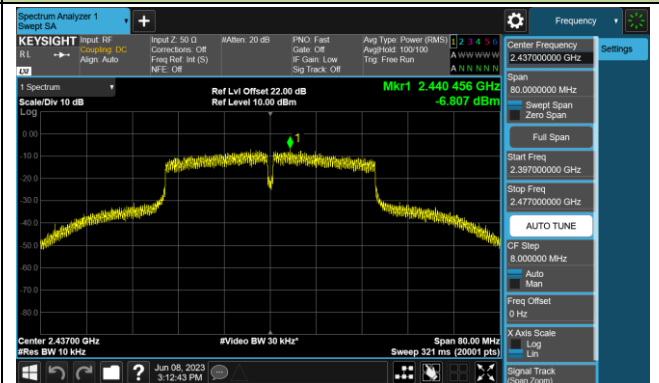 Spectrum Analyzer 1
Swept SA
+
Frequency
KEYSIGHT
RL
Input: RF
Coupling: DC
Align: Auto
Input Z: 50 Ω
Corrections: Off
Freq Ref: Int (S)
NFE: Off
#Atten: 20 dB
PNO: Fast
Gate: Off
IF Gain: Low
Sig Track: Off
Avg Type: Power (RMS)
Avg|Hold: 100/100
Trig: Free Run
1 2 3 4 5 6
A W W W W W
A N N N N N
1 Spectrum
Scale/Div 10 dB
Log
Ref Lvl Offset 22.00 dB
Ref Level 10.00 dBm
Mkr1 2.440 456 GHz
-6.807 dBm
0.00
-10.0
-20.0
-30.0
-40.0
-50.0
-60.0
-70.0
-80.0
1
Center 2.43700 GHz
#Res BW 10 kHz
#Video BW 30 kHz*
Span 80.00 MHz
Sweep 321 ms (20001 pts)
?
Jun 08, 2023
3:12:43 PM
Settings
Center Frequency
2.437000000 GHz
Span
80.0000000 MHz
Swept Span
Zero Span
Full Span
Start Freq
2.397000000 GHz
Stop Freq
2.477000000 GHz
AUTO TUNE
CF Step
8.000000 MHz
Auto
Man
Freq Offset
0 Hz
X Axis Scale
Log
Lin
Signal Track
(Span Zoom)